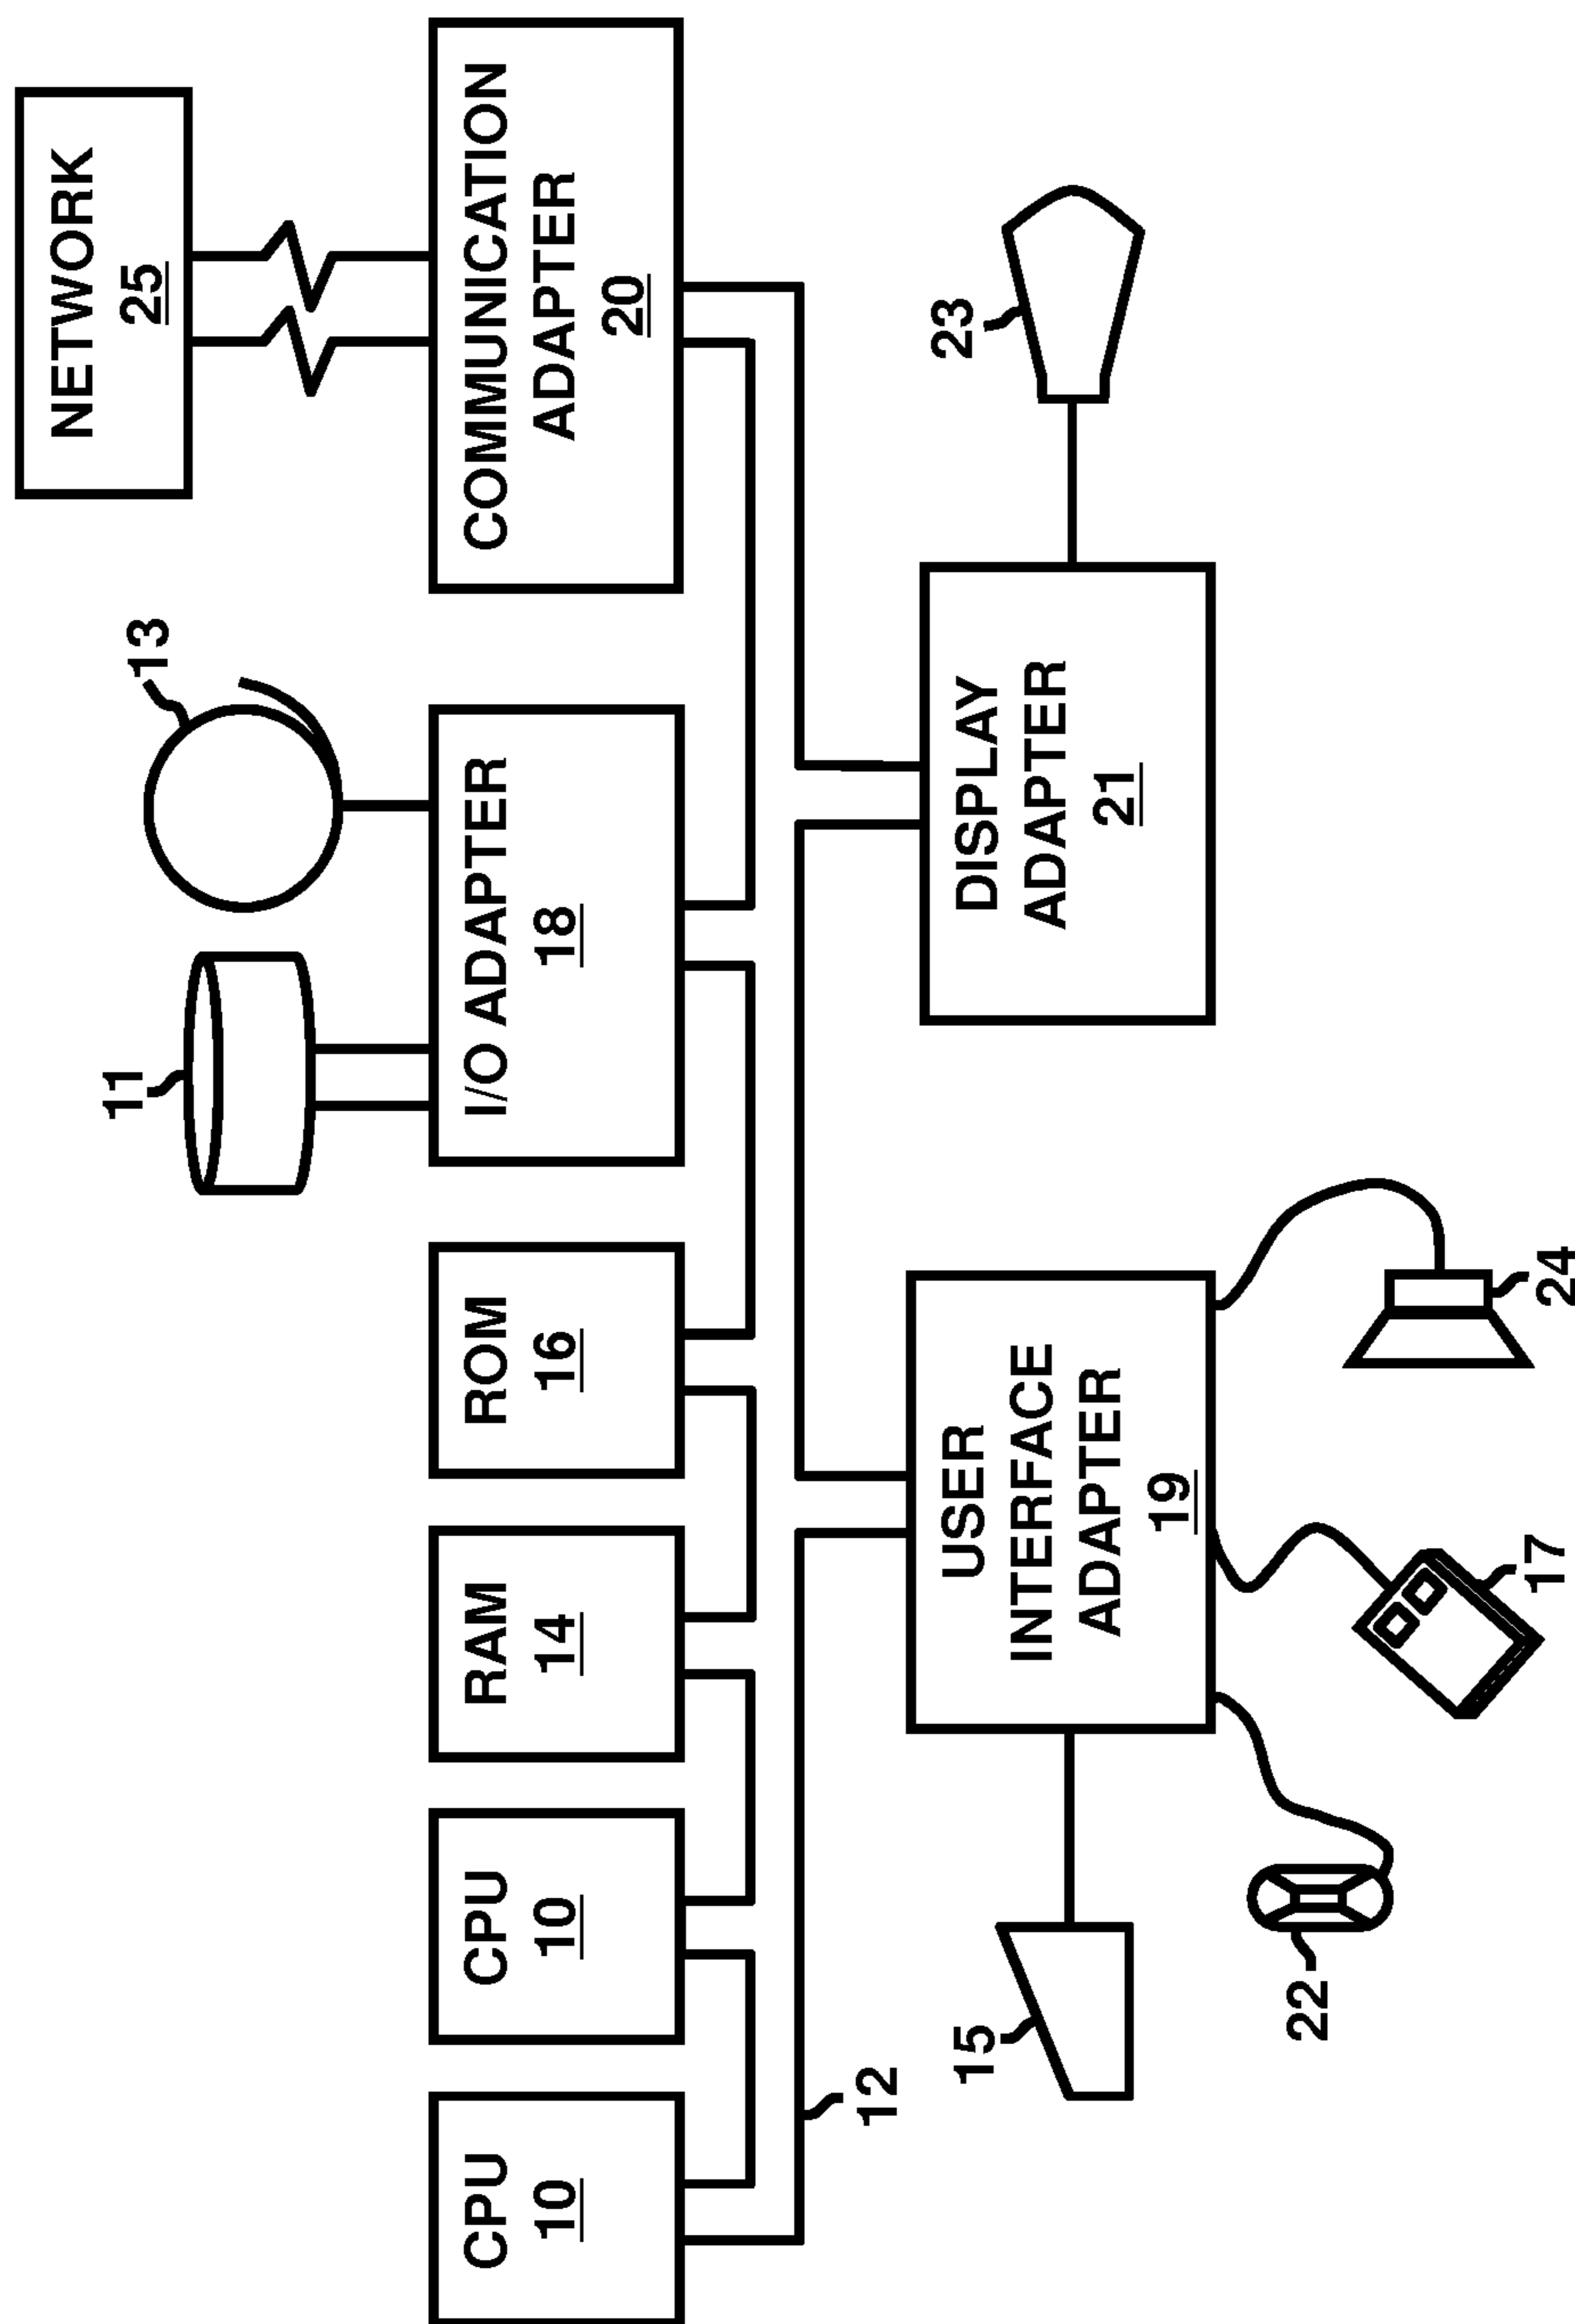 NETWORK
25
11
13
CPU
10
CPU
10
RAM
14
ROM
16
I/O ADAPTER
18
COMMUNICATION
ADAPTER
20
12
15
USER
INTERFACE
ADAPTER
19
DISPLAY
ADAPTER
21
23
22
17
24